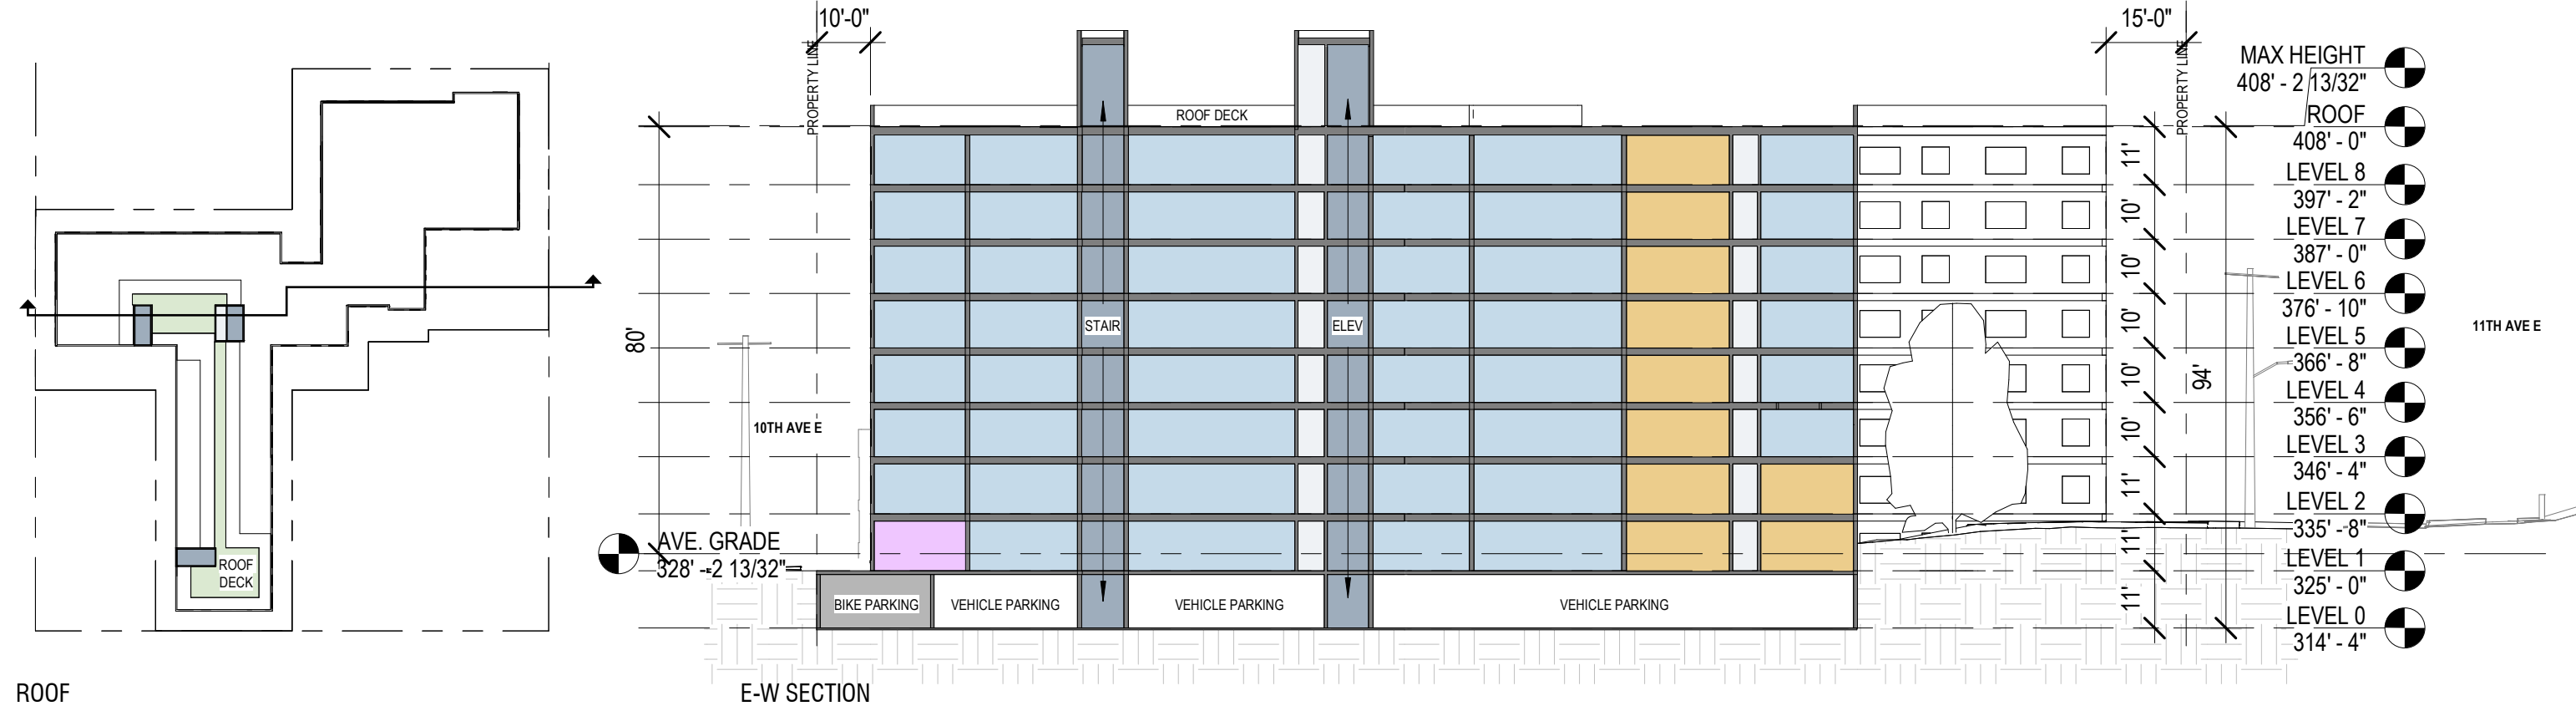 10'-0"
15'-0"
PROPERTY LINE
PROPERTY LINE
MAX HEIGHT
408' - 2 13/32"
ROOF DECK
ROOF
408' - 0"
11'
LEVEL 8
397' - 2"
10'
LEVEL 7
387' - 0"
10'
LEVEL 6
376' - 10"
10'
STAIR
ELEV
11TH AVE E
80'
LEVEL 5
366' - 8"
10'
94'
LEVEL 4
356' - 6"
10'
10TH AVE E
LEVEL 3
346' - 4"
11'
LEVEL 2
335' - 8"
11'
AVE. GRADE
328' - 2 13/32"
LEVEL 1
325' - 0"
11'
ROOF
DECK
BIKE PARKING
VEHICLE PARKING
VEHICLE PARKING
VEHICLE PARKING
LEVEL 0
314' - 4"
ROOF
E-W SECTION